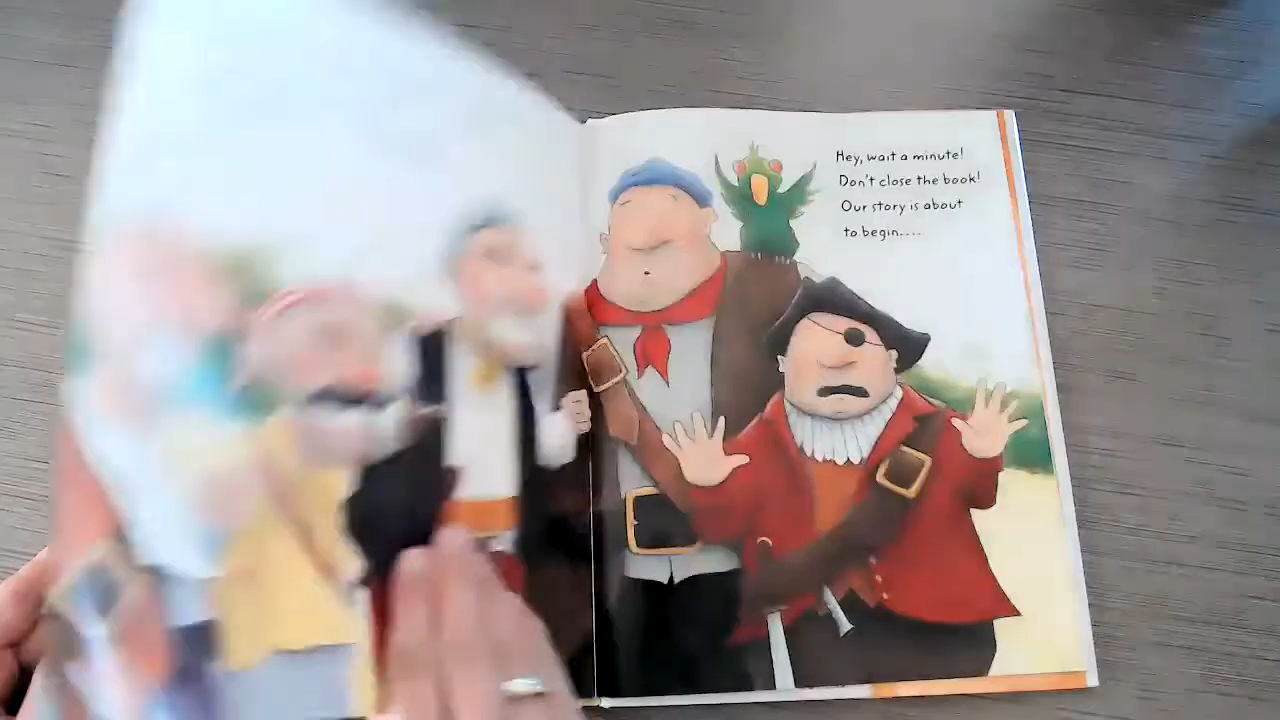 Hey, wait a minute!
Don't close the book!
Our story is about
to begin....